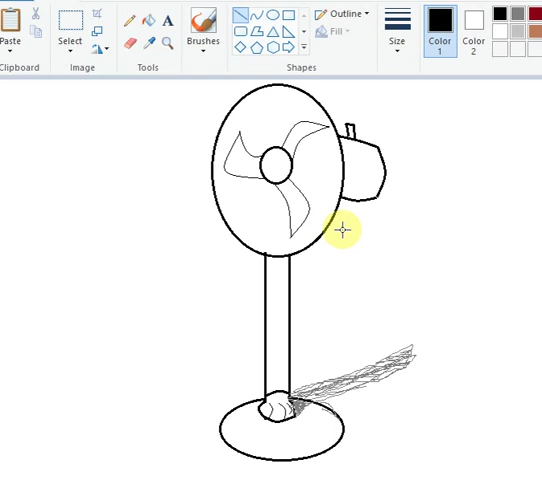 Paste
Select
A
Brushes
Outline
Fill
Size
Color
1
Color
2
Clipboard
Image
Tools
Shapes